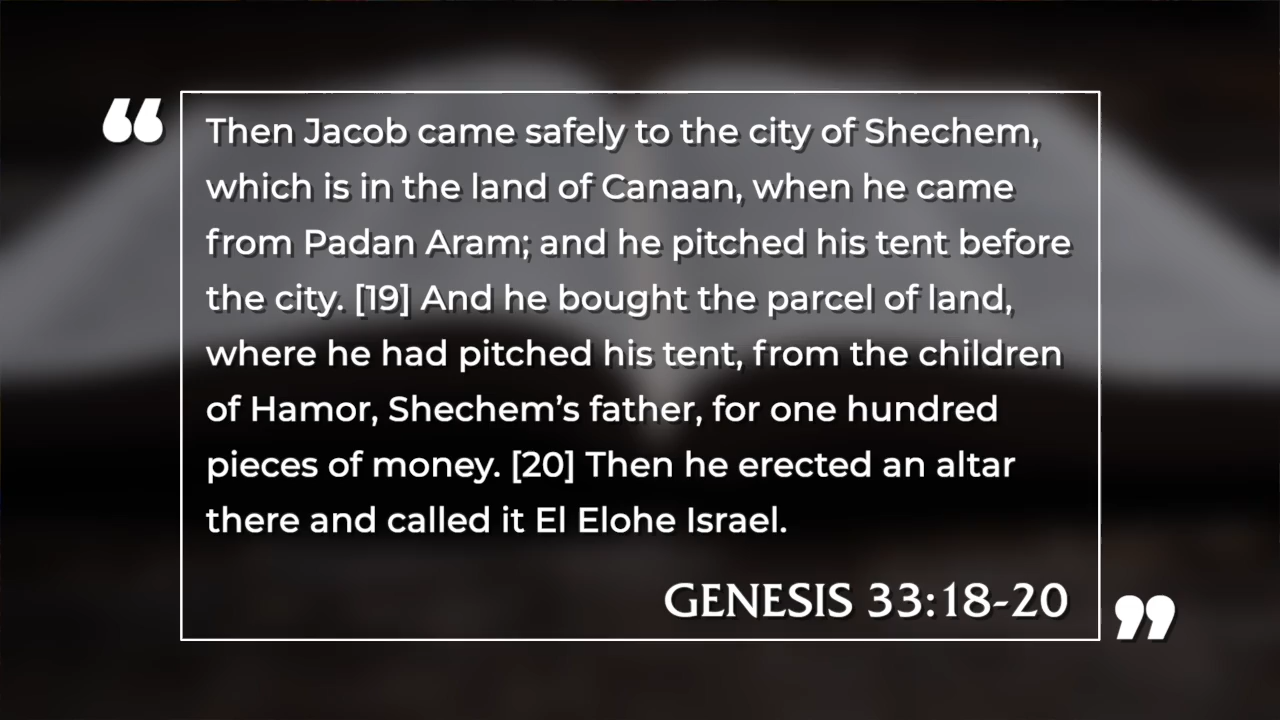 “
Then Jacob came safely to the city of Shechem,
which is in the land of Canaan, when he came
from Padan Aram; and he pitched his tent before
the city. [19] And he bought the parcel of land,
where he had pitched his tent, from the children
of Hamor, Shechem’s father, for one hundred
pieces of money. [20] Then he erected an altar
there and called it El Elohe Israel.
GENESIS 33:18-20
”